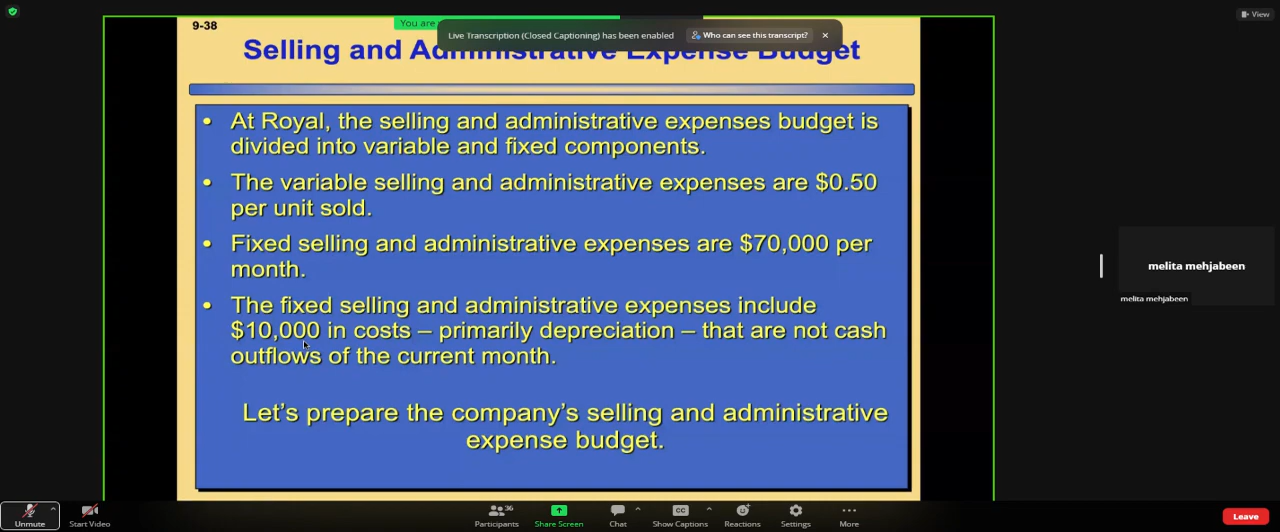 View
9-38
You are
Live Transcription (Closed Captioning) has been enabled
Who can see this transcript?
Selling and Administrative Expense Budget
• At Royal, the selling and administrative expenses budget is
divided into variable and fixed components.
• The variable selling and administrative expenses are $0.50
per unit sold.
• Fixed selling and administrative expenses are $70,000 per
month.
• The fixed selling and administrative expenses include
$10,000 in costs – primarily depreciation – that are not cash
outflows of the current month.
Let’s prepare the company’s selling and administrative
expense budget.
melita mehjabeen
melita mehjabeen
Unmute
Start Video
36
Participants
Share Screen
Chat
CC
Show Captions
Reactions
Settings
More
Leave